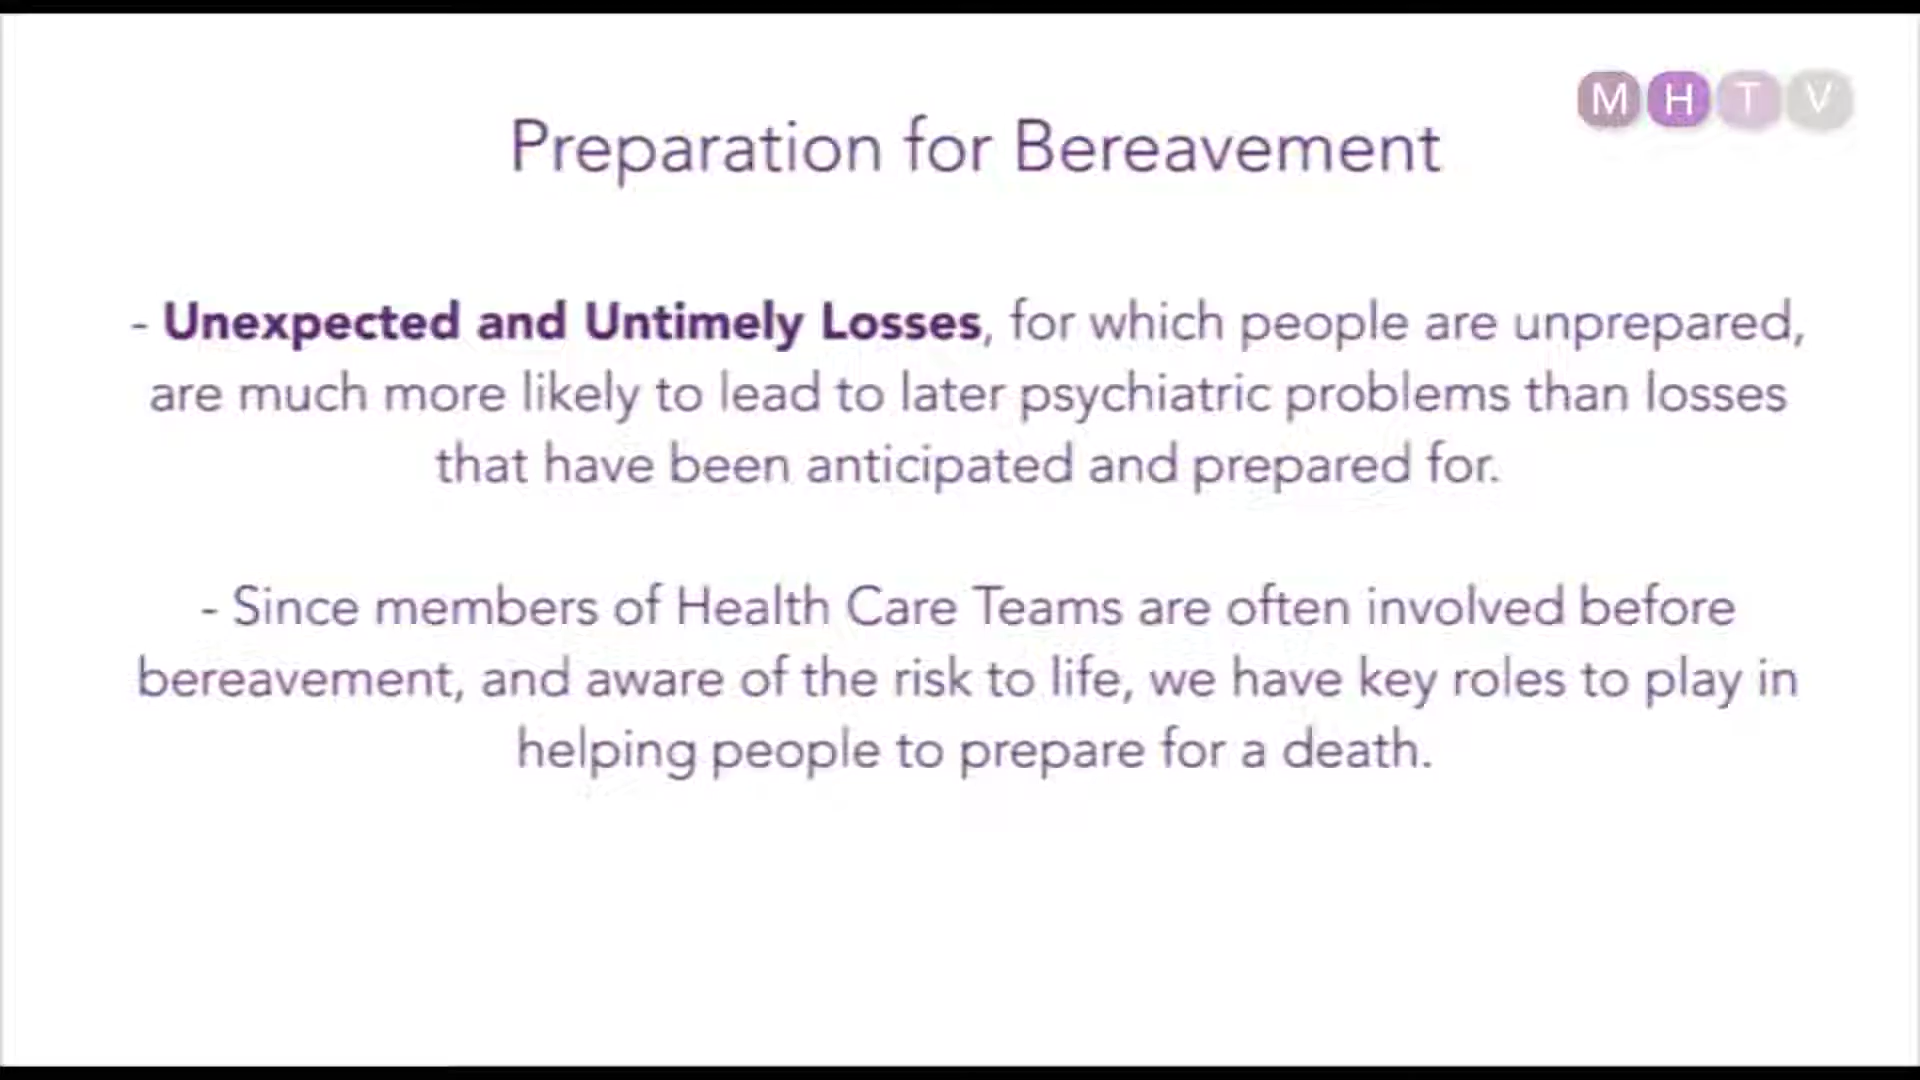 M H T V
Preparation for Bereavement
- Unexpected and Untimely Losses, for which people are unprepared,
are much more likely to lead to later psychiatric problems than losses
that have been anticipated and prepared for.
- Since members of Health Care Teams are often involved before
bereavement, and aware of the risk to life, we have key roles to play in
helping people to prepare for a death.